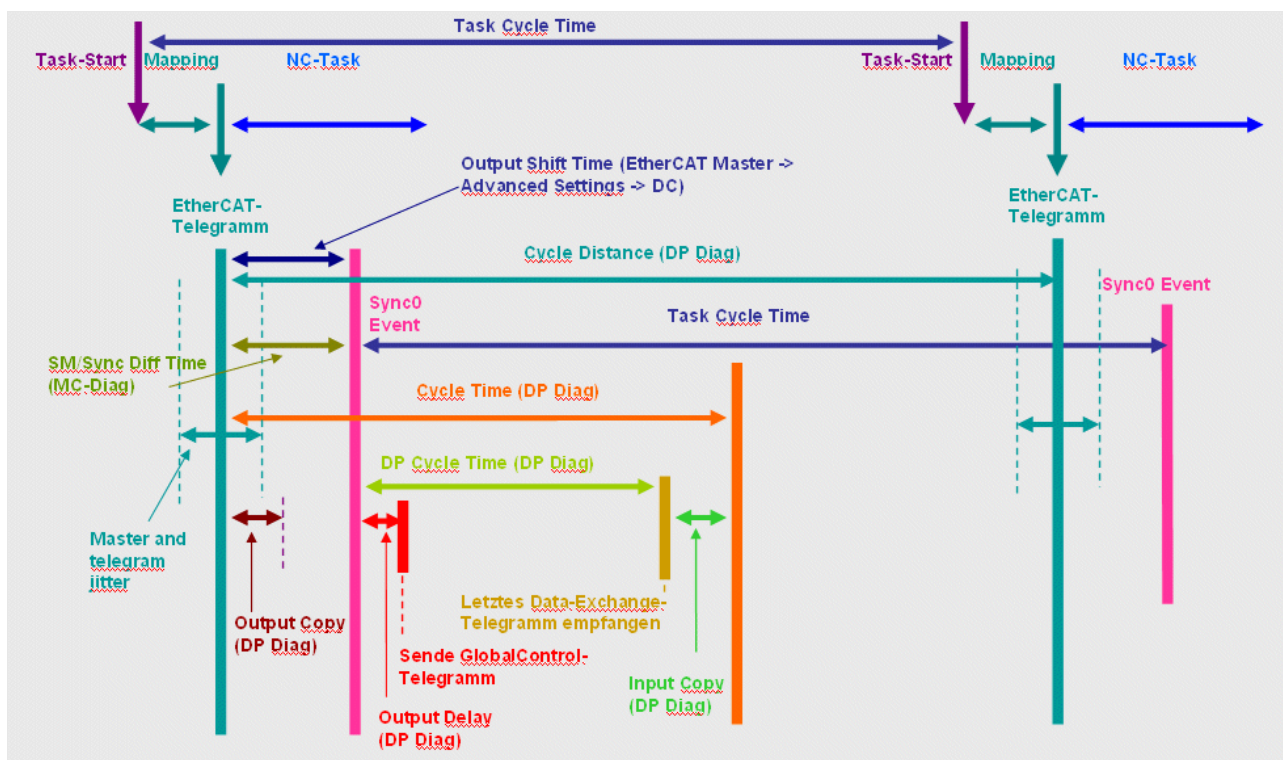 Task Cycle Time
Task-Start
Mapping
NC-Task
Task-Start
Mapping
NC-Task
Output Shift Time (EtherCAT Master ->
Advanced Settings -> DC)
EtherCAT-
Telegramm
EtherCAT-
Telegramm
Cycle Distance (DP Diag)
Sync0 Event
Sync0
Event
Task Cycle Time
SM/Sync Diff Time
(MC-Diag)
Cycle Time (DP Diag)
DP Cycle Time (DP Diag)
Master and
telegram
jitter
Output Copy
(DP Diag)
Letztes Data-Exchange-
Telegramm empfangen
Sende GlobalControl-
Telegramm
Input Copy
(DP Diag)
Output Delay
(DP Diag)